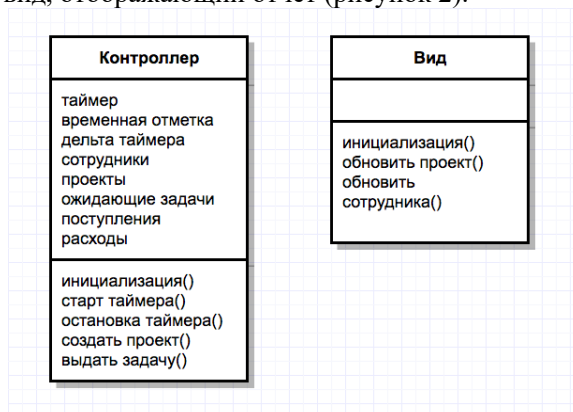 вид, отображающий отчет (рисунок 2).
Контроллер
таймер
временная отметка
дельта таймера
сотрудники
проекты
ожидающие задачи
поступления
расходы
инициализация()
старт таймера()
остановка таймера()
создать проект()
выдать задачу()
Вид
инициализация()
обновить проект()
обновить
сотрудника()